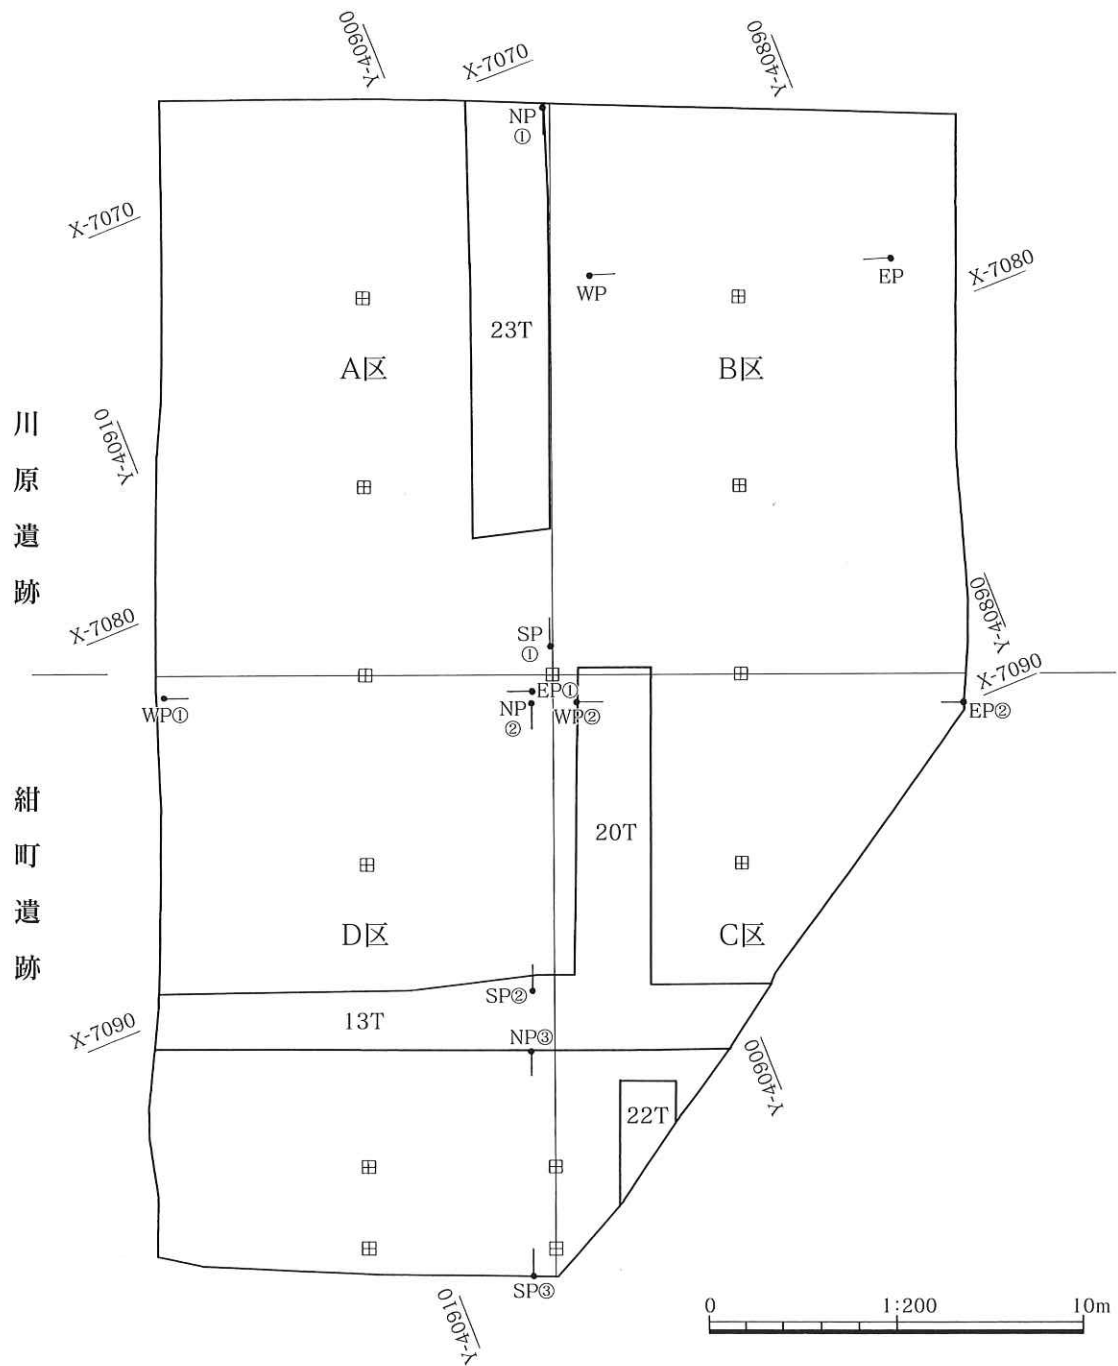 Y-40900
X-7070
Y-40890
NP
①
X-7070
X-7080
WP
EP
23T
A区
B区
川原遺跡
Y-40910
X-7080
SP
①
Y-40890
X-7090
WP①
EP①
NP
②
WP②
EP②
紺町遺跡
20T
D区
C区
SP②
13T
X-7090
NP③
Y-40900
22T
SP③
Y-40910
0 1:200 10m